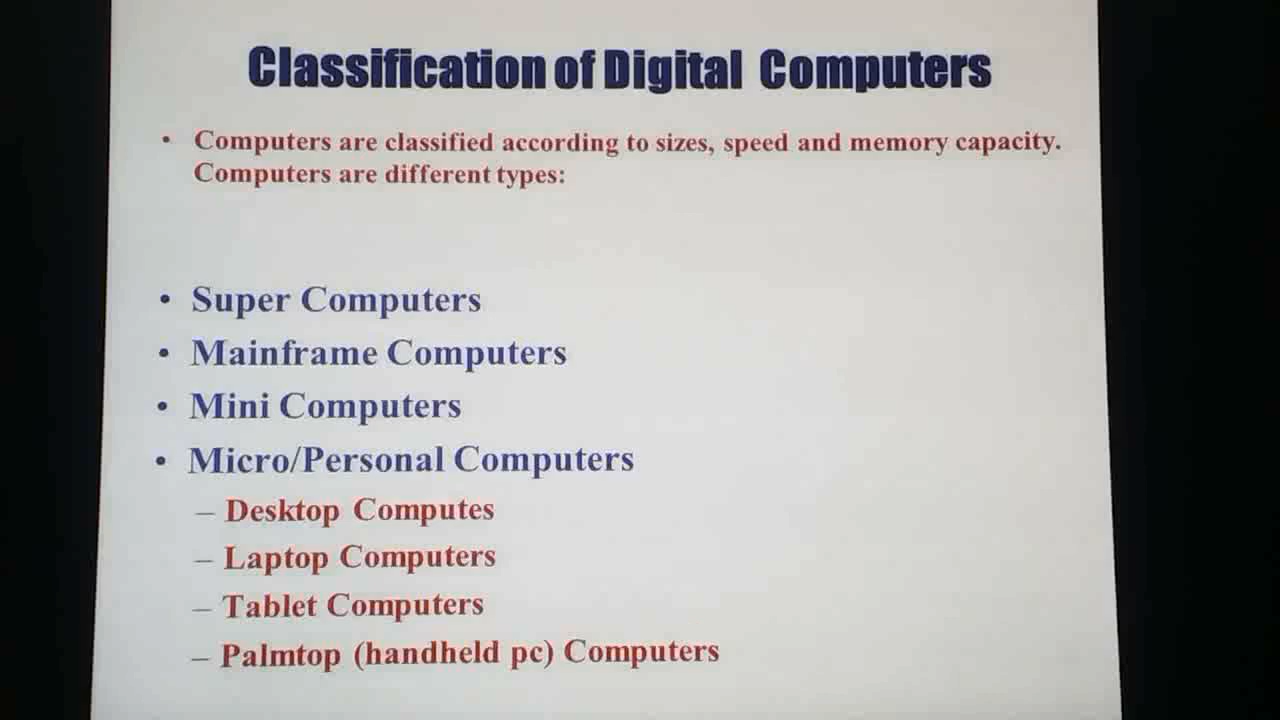 Classification of Digital Computers
• Computers are classified according to sizes, speed and memory capacity.
Computers are different types:
• Super Computers
• Mainframe Computers
• Mini Computers
• Micro/Personal Computers
– Desktop Computes
– Laptop Computers
– Tablet Computers
– Palmtop (handheld pc) Computers